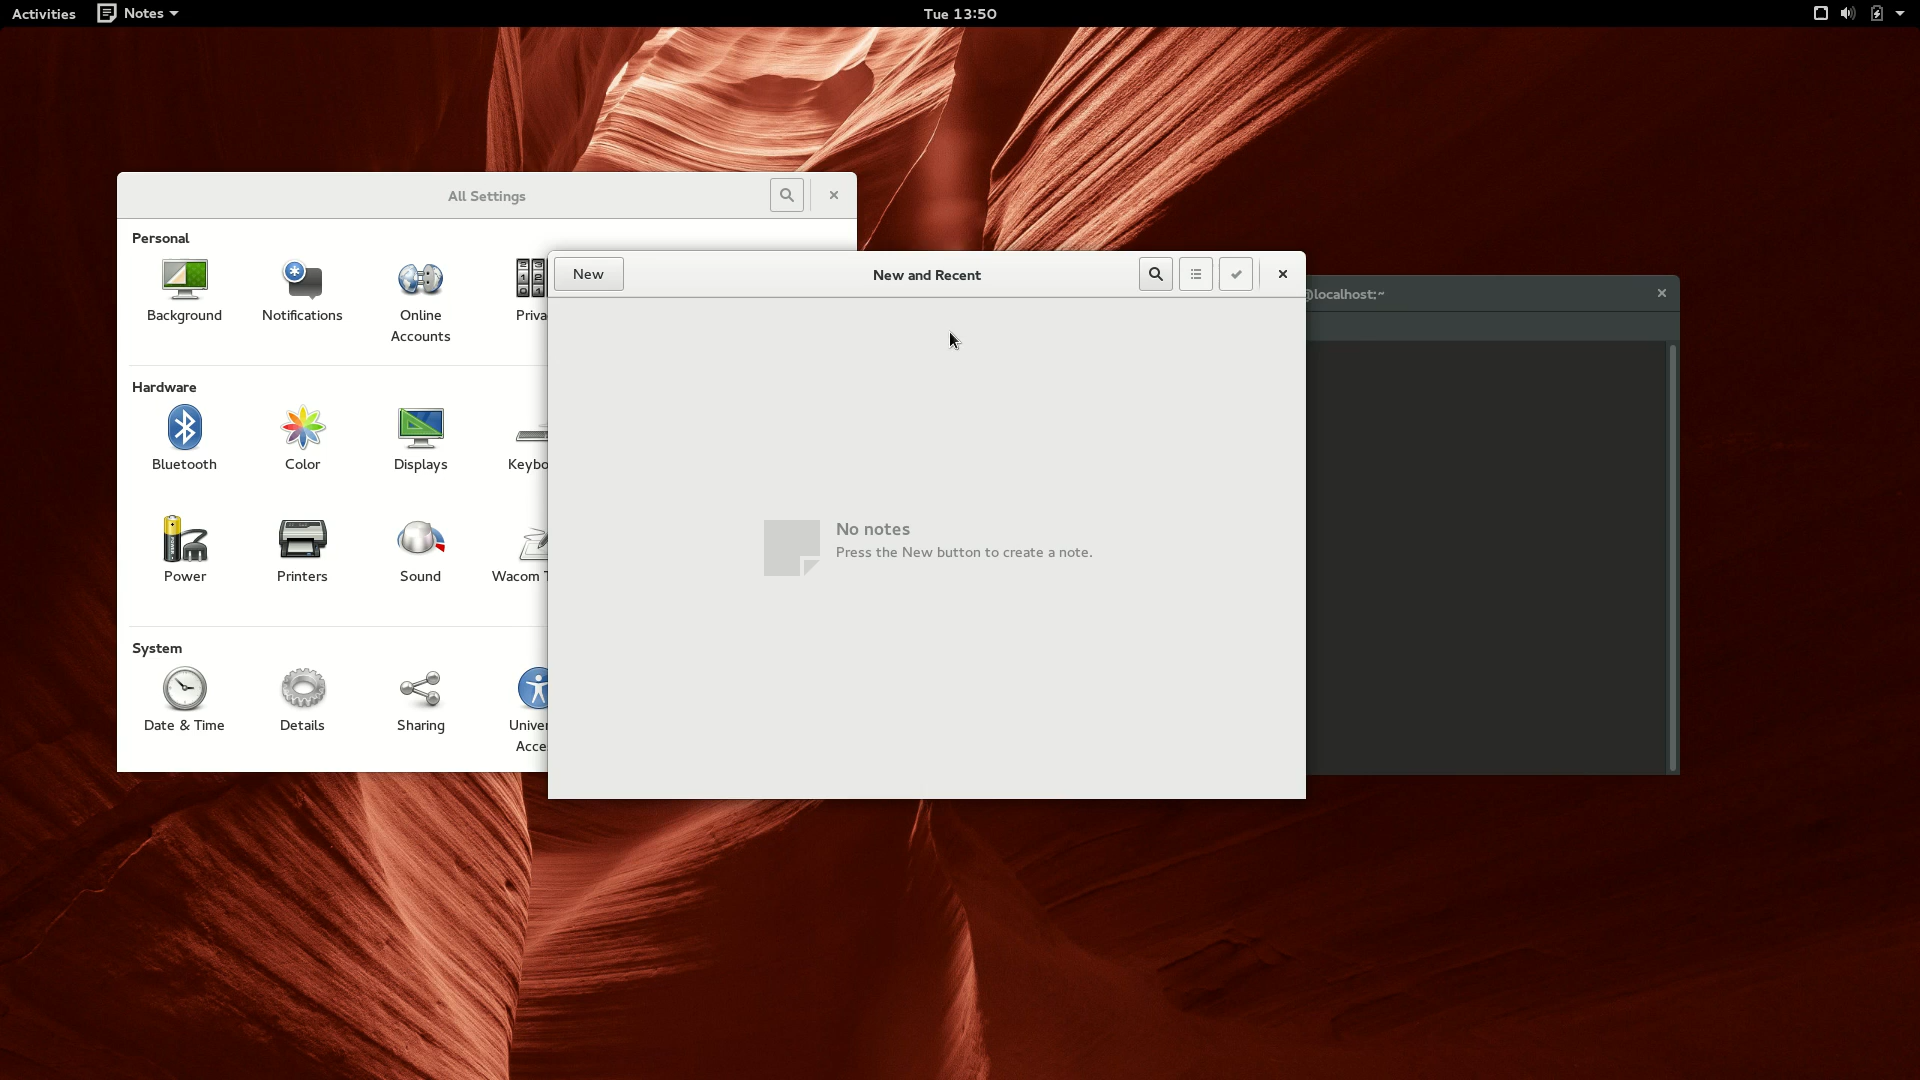 Activities Notes Tue 13:50
All Settings
Personal
Background Notifications Online Accounts
Hardware
Bluetooth Color Displays
Power Printers Sound Wacom
System
Date & Time Details Sharing
New New and Recent
No notes
Press the New button to create a note.
@localhost:~